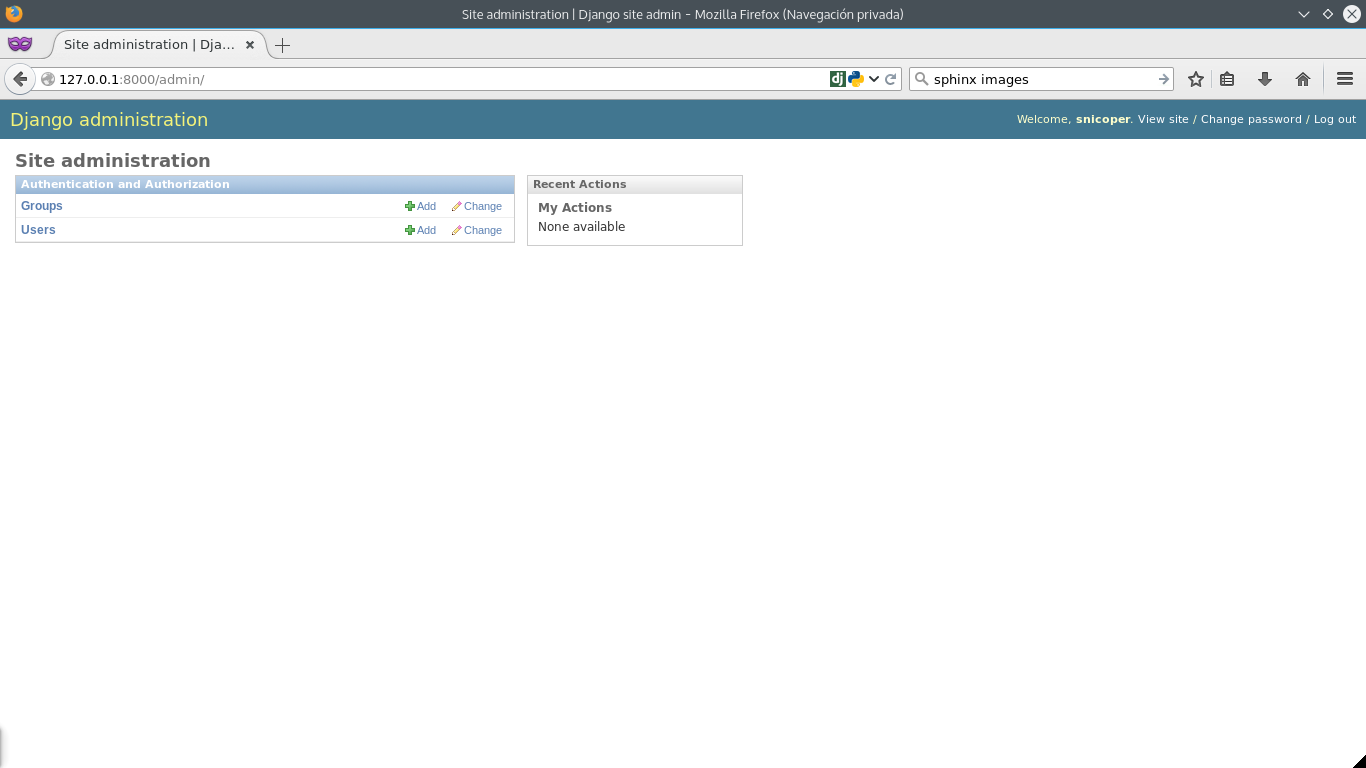 Site administration | Django site admin - Mozilla Firefox (Navegación privada)
Site administration | Dja...
127.0.0.1:8000/admin/
dj
sphinx images
Django administration
Welcome, snicoper. View site / Change password / Log out
Site administration
Authentication and Authorization
Groups Add Change
Users Add Change
Recent Actions
My Actions
None available